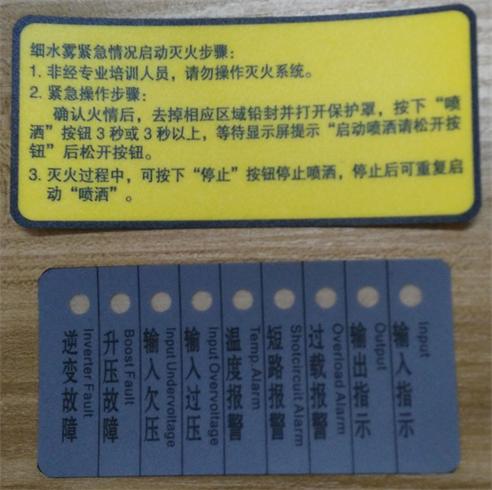 细水雾紧急情况启动灭火步骤：
1. 非经专业培训人员，请勿操作灭火系统。
2. 紧急操作步骤：
确认火情后，去掉相应区域铅封并打开保护罩，按下“喷
洒”按钮3秒或3秒以上，等待显示屏提示“启动喷洒请松开按
钮”后松开按钮。
3. 灭火过程中，可按下“停止”按钮停止喷洒，停止后可重复启
动“喷洒”。
Input
输入指示
Output
输出指示
Overload Alarm
过载报警
Shotcircuit Alarm
短路报警
Temp Alarm
温度报警
Input Overvoltage
输入过压
Input Undervoltage
输入欠压
Boost Fault
升压故障
Inverter Fault
逆变故障